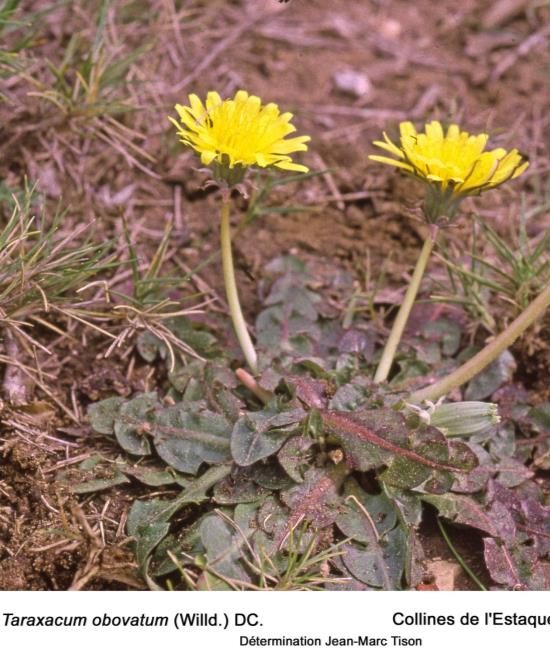 Taraxacum obovatum (Willd.) DC. Collines de l'Estaque
Détermination Jean-Marc Tison